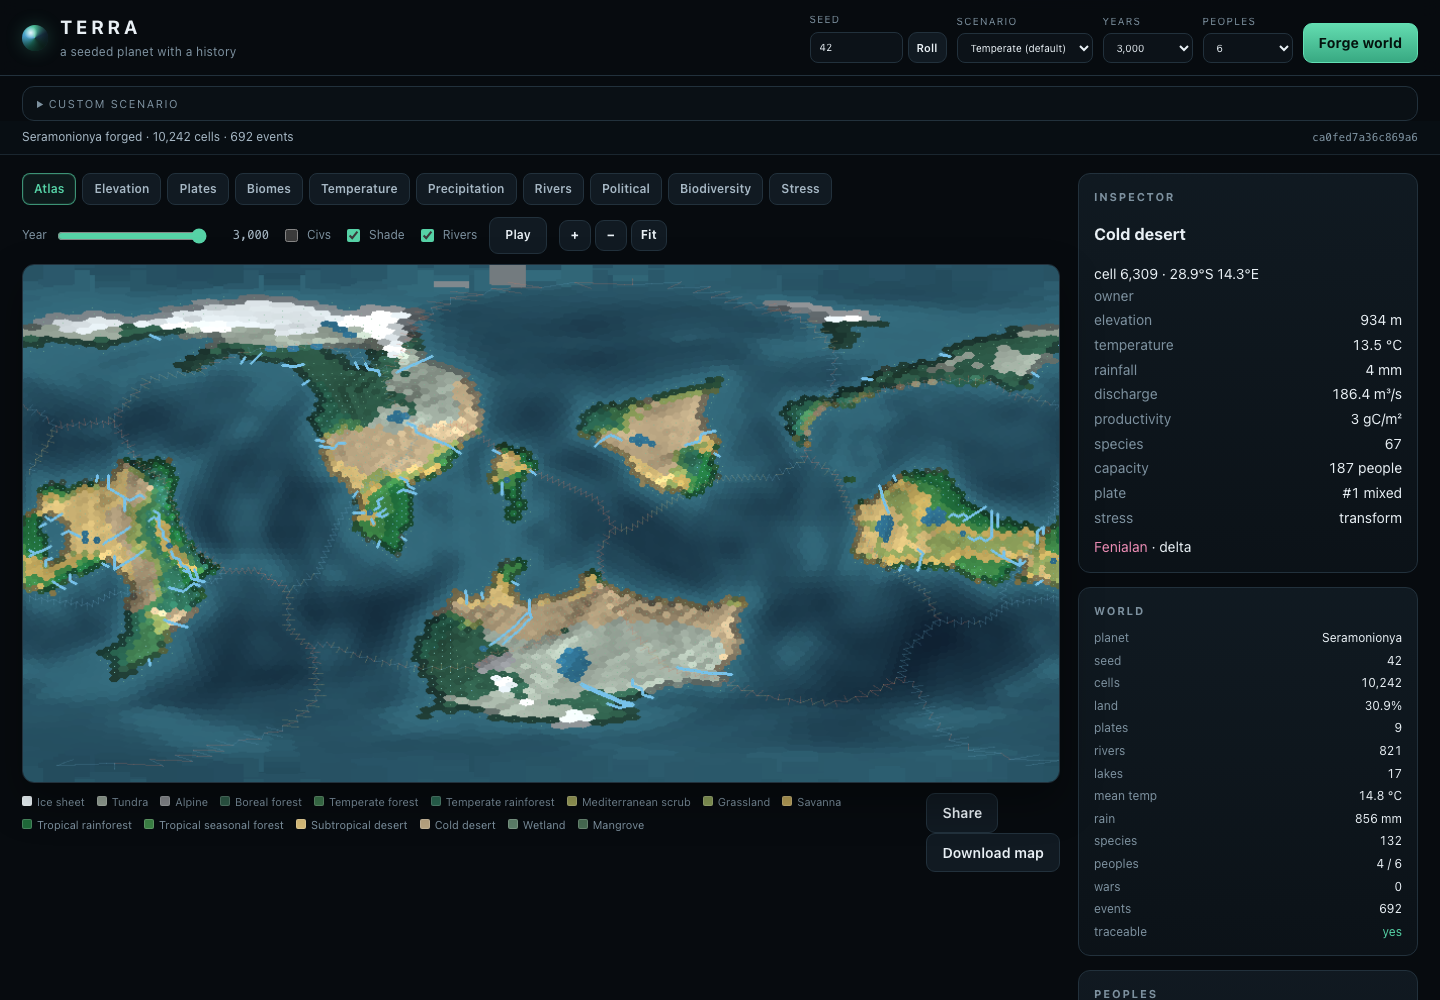 TERRA
a seeded planet with a history
SEED
42
Roll
SCENARIO
Temperate (default)
YEARS
3,000
PEOPLES
6
Forge world
CUSTOM SCENARIO
Seramonionya forged · 10,242 cells · 692 events
ca0fed7a36c869a6
Atlas
Elevation
Plates
Biomes
Temperature
Precipitation
Rivers
Political
Biodiversity
Stress
Year
3,000
Civs
Shade
Rivers
Play
+
−
Fit
Ice sheet
Tundra
Alpine
Boreal forest
Temperate forest
Temperate rainforest
Mediterranean scrub
Grassland
Savanna
Tropical rainforest
Tropical seasonal forest
Subtropical desert
Cold desert
Wetland
Mangrove
Share
Download map
INSPECTOR
Cold desert
cell 6,309 · 28.9°S 14.3°E
owner
elevation 934 m
temperature 13.5 °C
rainfall 4 mm
discharge 186.4 m³/s
productivity 3 gC/m²
species 67
capacity 187 people
plate #1 mixed
stress transform
Fenialan · delta
WORLD
planet Seramonionya
seed 42
cells 10,242
land 30.9%
plates 9
rivers 821
lakes 17
mean temp 14.8 °C
rain 856 mm
species 132
peoples 4 / 6
wars 0
events 692
traceable yes
PEOPLES